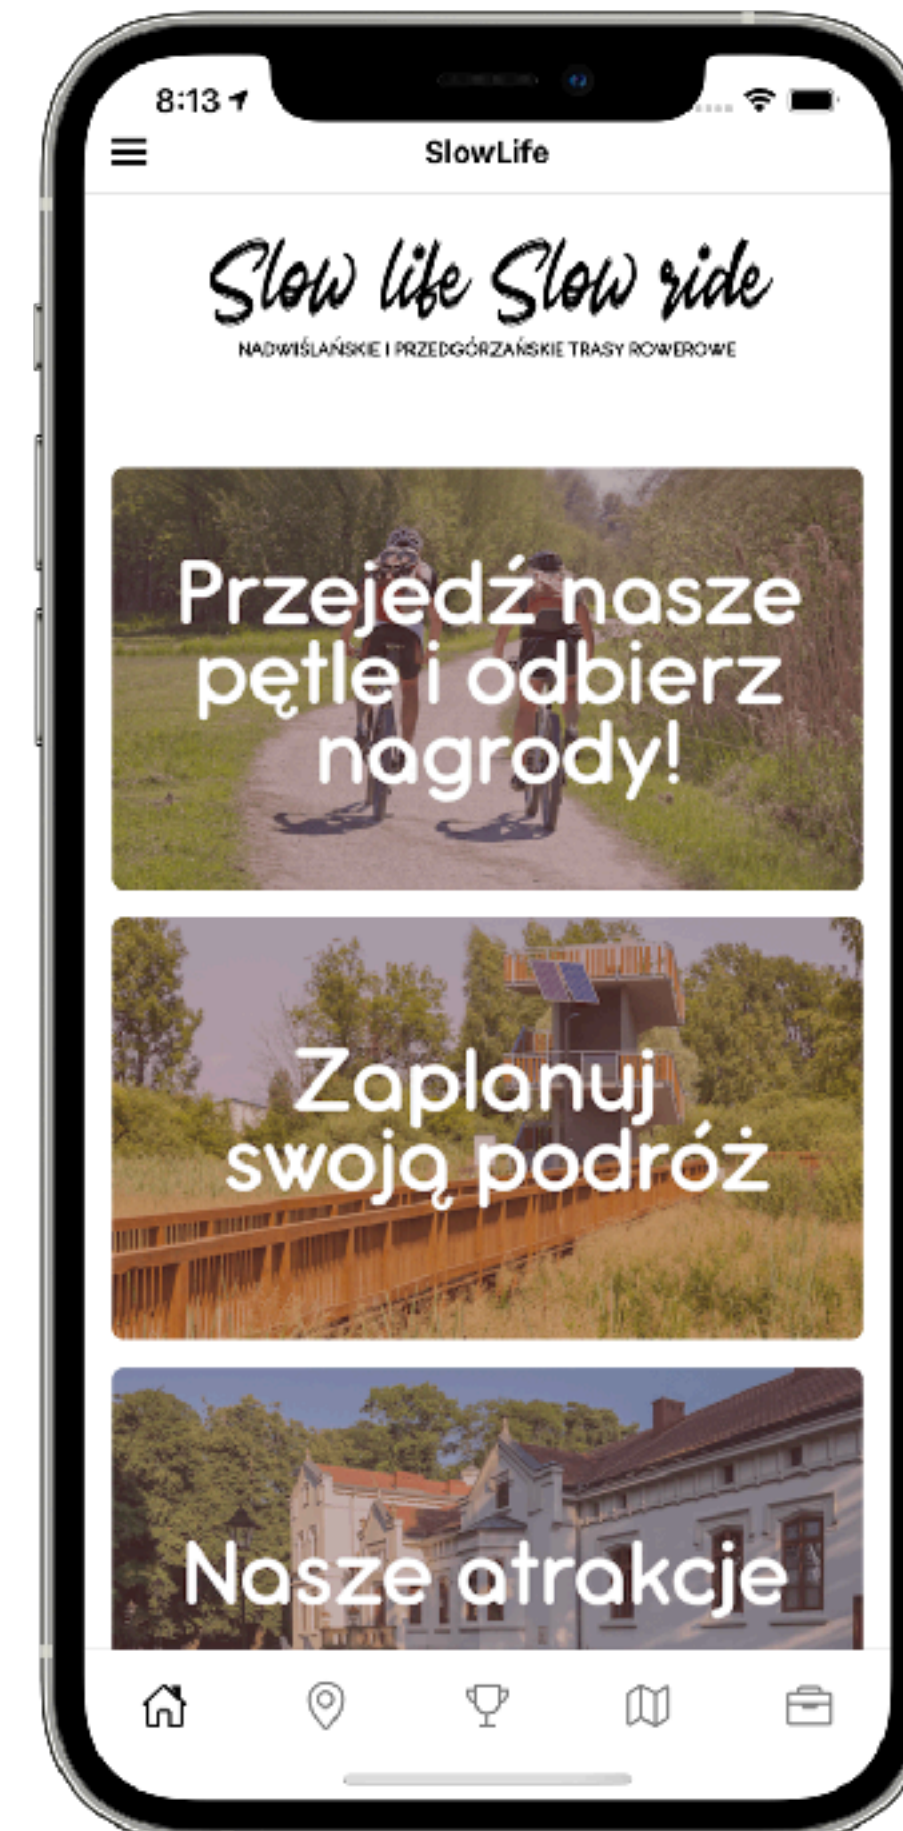 8:13
SlowLife
Slow life Slow ride
NADWIŚLAŃSKIE I PRZEDGÓRZAŃSKIE TRASY ROWEROWE
Przejedź nasze
pętle i odbierz
nagrody!
Zaplanuj
swoją podróż
Nasze atrakcje